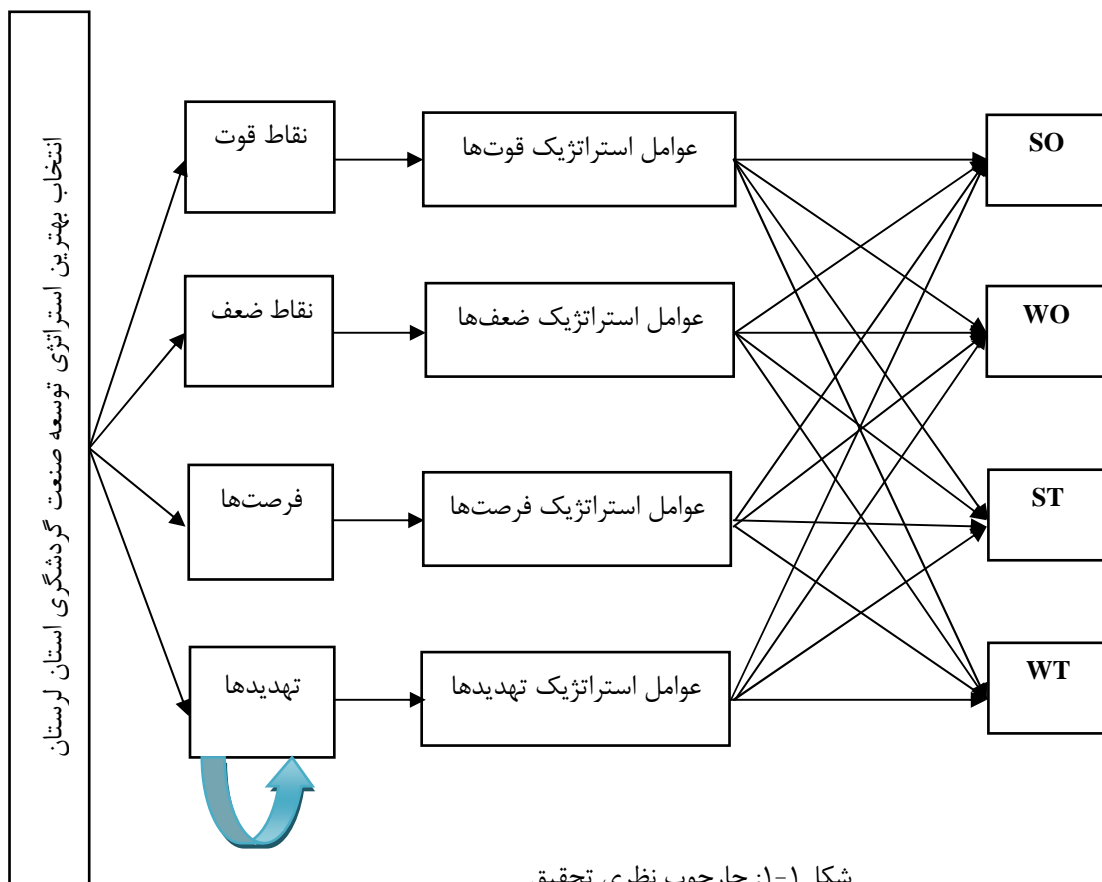 انتخاب بهترین استراتژی توسعه صنعت گردشگری استان لرستان
نقاط قوت
عوامل استراتژیک قوت‌ها
SO
نقاط ضعف
عوامل استراتژیک ضعف‌ها
WO
فرصت‌ها
عوامل استراتژیک فرصت‌ها
ST
تهدیدها
عوامل استراتژیک تهدیدها
WT
شکل ۱-۱: چارچوب نظری تحقیق